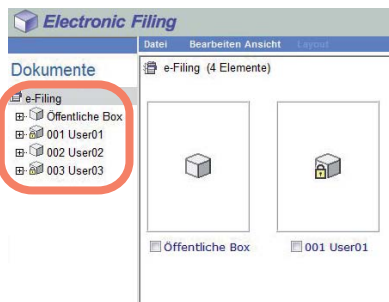 Electronic Filing
Datei Bearbeiten Ansicht Layout
Dokumente
e-Filing
Öffentliche Box
001 User01
002 User02
003 User03
e-Filing (4 Elemente)
Öffentliche Box
001 User01